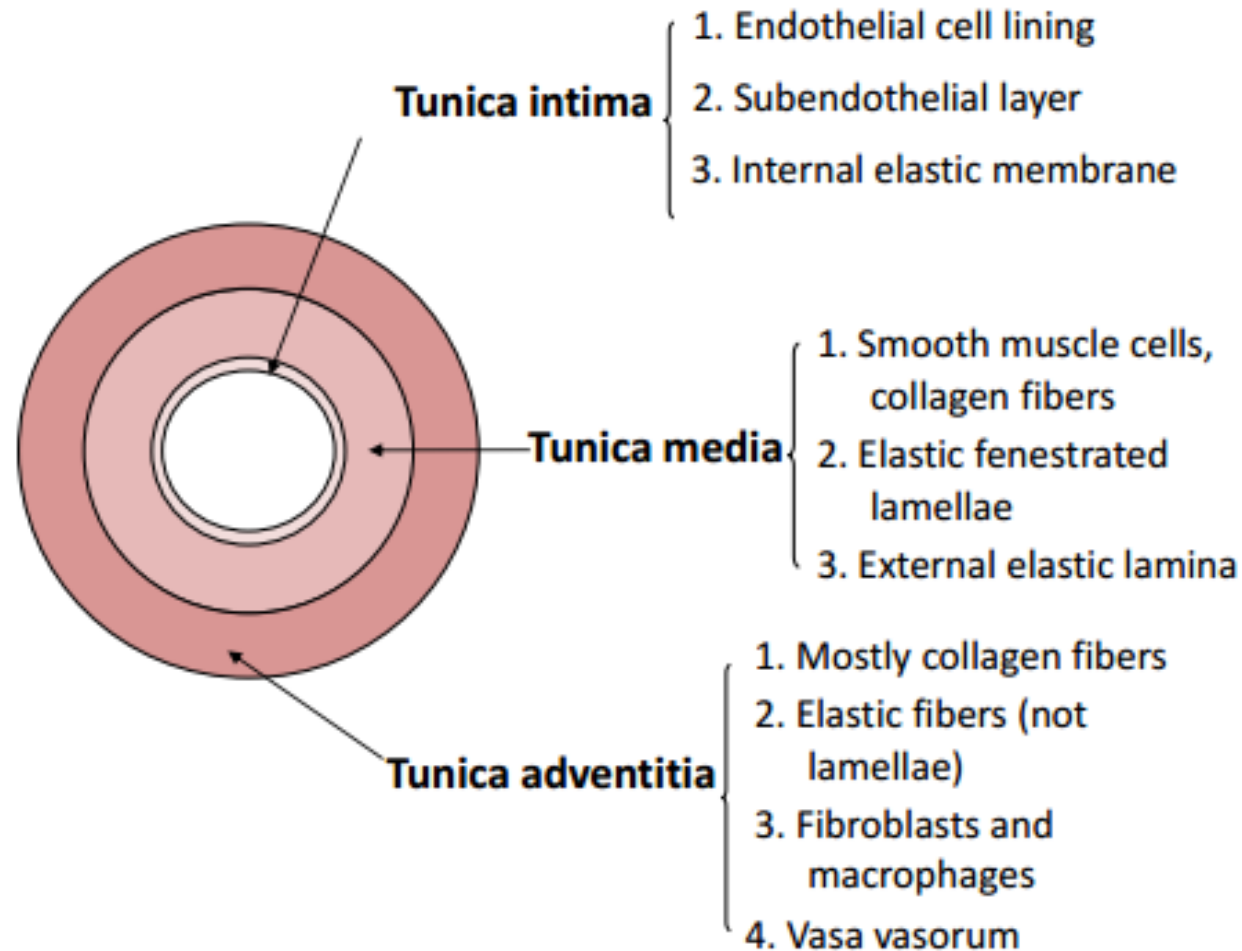 Tunica intima
1. Endothelial cell lining
2. Subendothelial layer
3. Internal elastic membrane
Tunica media
1. Smooth muscle cells,
collagen fibers
2. Elastic fenestrated
lamellae
3. External elastic lamina
Tunica adventitia
1. Mostly collagen fibers
2. Elastic fibers (not
lamellae)
3. Fibroblasts and
macrophages
4. Vasa vasorum